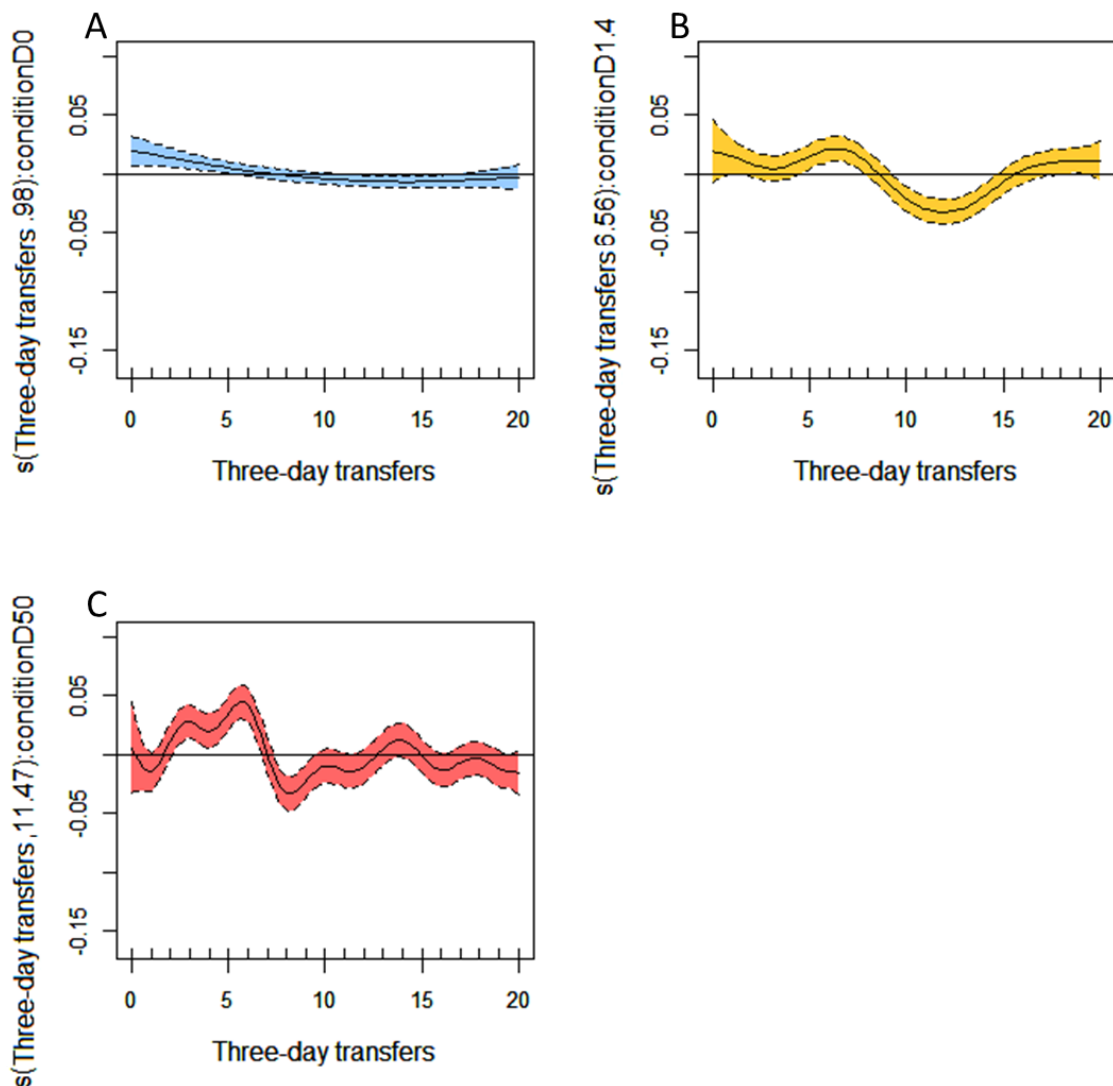 A
s(Three-day transfers .98):conditionD0
0.05
-0.05
-0.15
0 5 10 15 20
Three-day transfers
B
s(Three-day transfers 6.56):conditionD1.4
0.05
-0.05
-0.15
0 5 10 15 20
Three-day transfers
C
s(Three-day transfers ,11.47):conditionD50
0.05
-0.05
-0.15
0 5 10 15 20
Three-day transfers